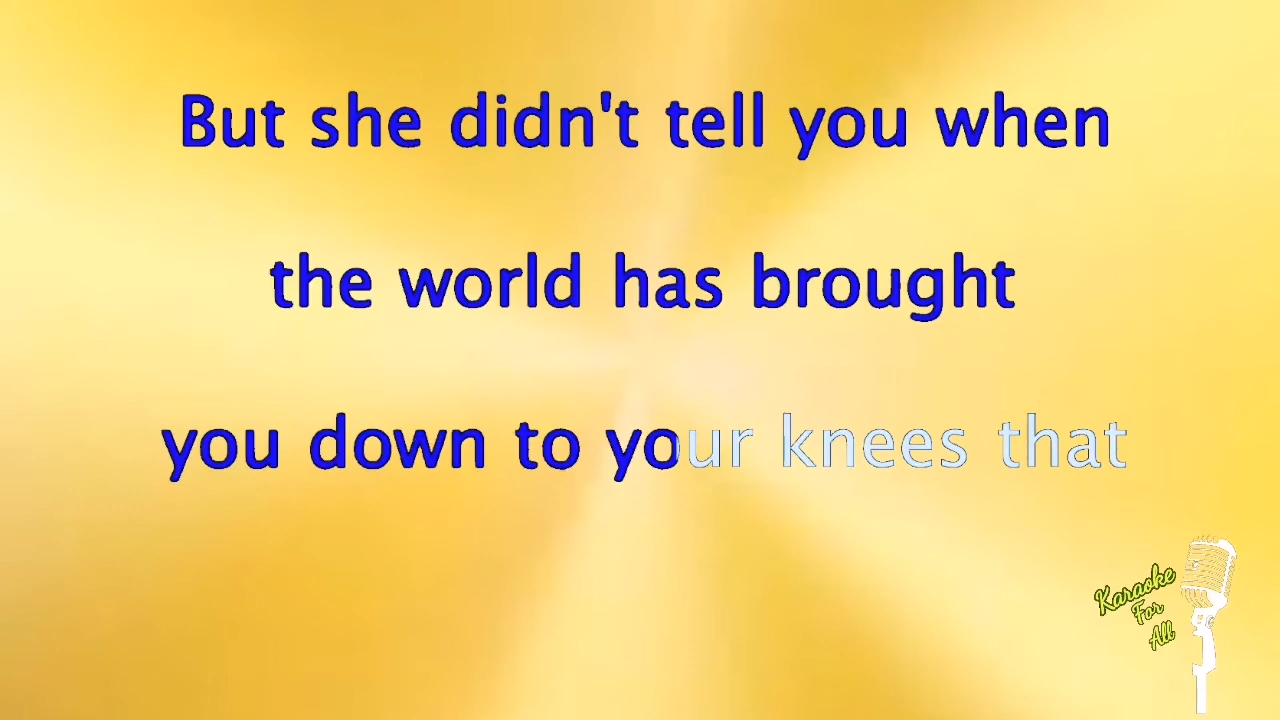 But she didn't tell you when
the world has brought
you down to your knees that
Karaoke
For
All